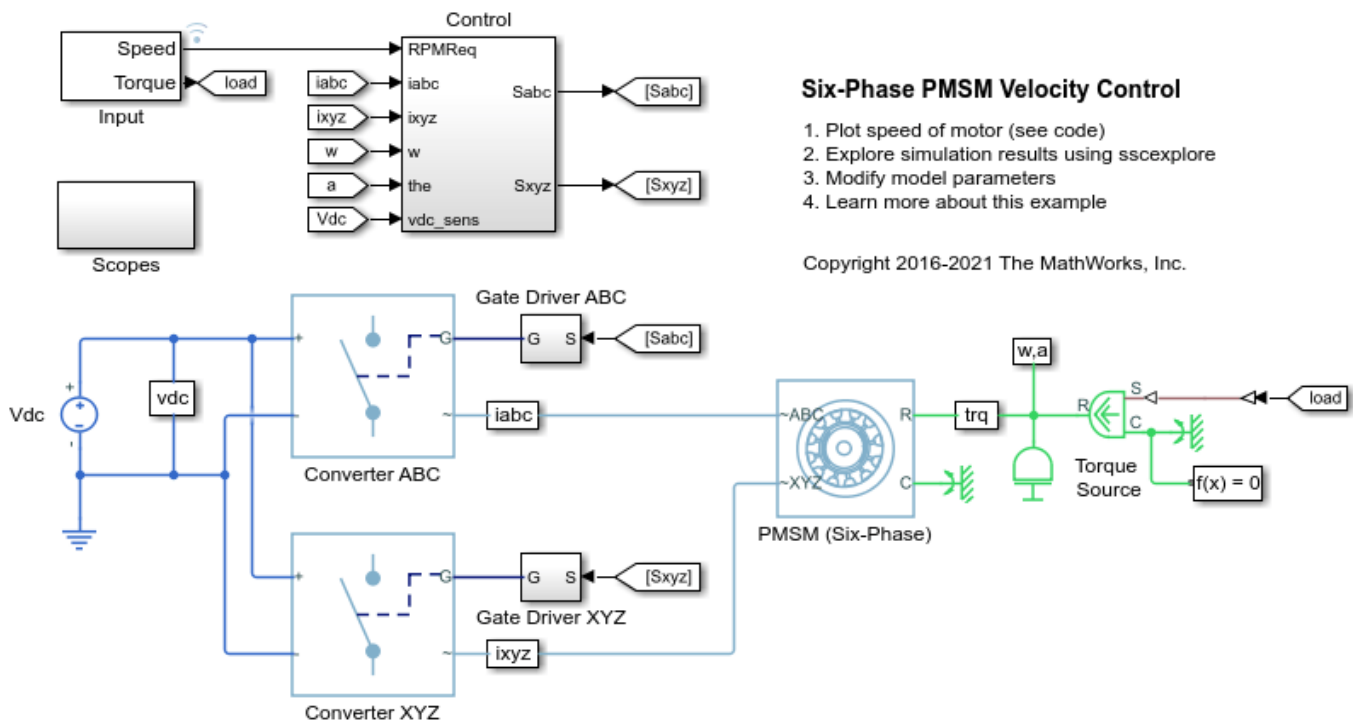 Control
Speed
Torque
load
Input
RPMReq
iabc
iabc
ixyz
ixyz
w
w
a
the
Vdc
vdc_sens
Sabc
[Sabc]
Sxyz
[Sxyz]
Scopes
Six-Phase PMSM Velocity Control
1. Plot speed of motor (see code)
2. Explore simulation results using sscexplore
3. Modify model parameters
4. Learn more about this example
Copyright 2016-2021 The MathWorks, Inc.
Vdc
+
-
vdc
+
-
G
~
Converter ABC
Gate Driver ABC
G S
[Sabc]
iabc
+
-
G
~
Converter XYZ
G S
[Sxyz]
Gate Driver XYZ
ixyz
~ABC
~XYZ
R
C
PMSM (Six-Phase)
trq
w,a
R
S
C
Torque
Source
load
f(x) = 0